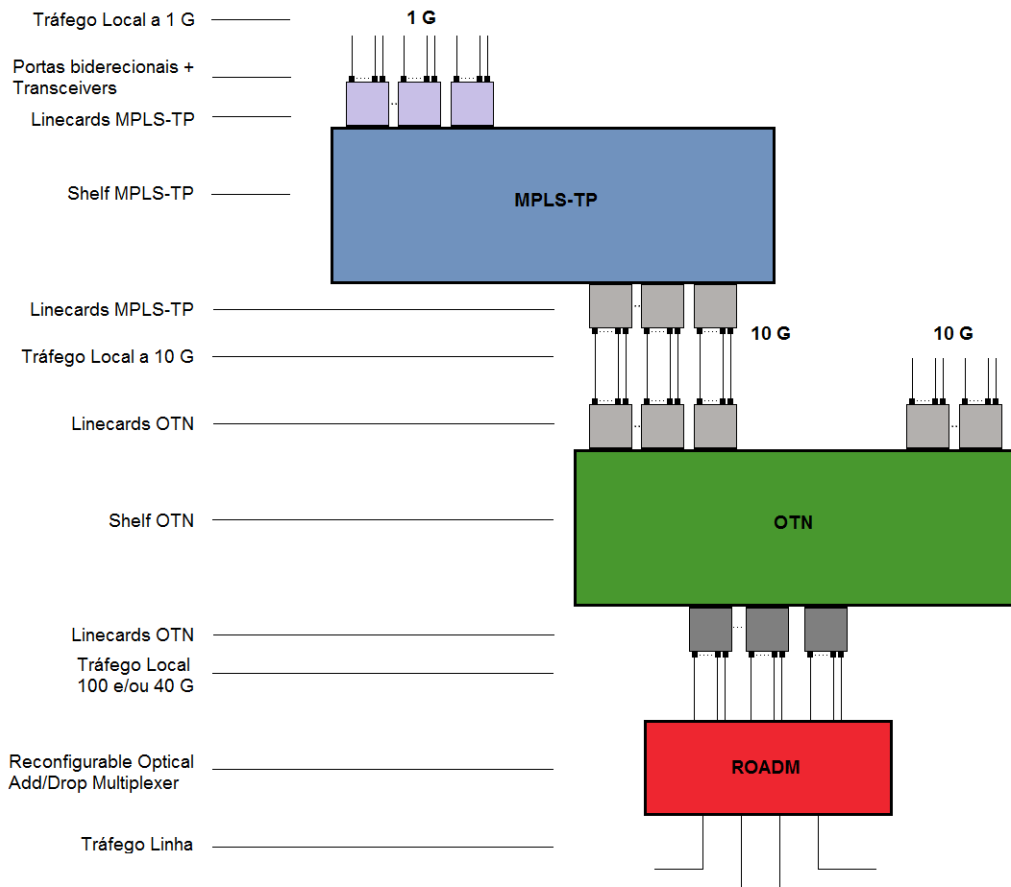 Tráfego Local a 1 G
1 G
Portas biderecionais +
Transceivers
Linecards MPLS-TP
Shelf MPLS-TP
MPLS-TP
Linecards MPLS-TP
10 G
10 G
Tráfego Local a 10 G
Linecards OTN
Shelf OTN
OTN
Linecards OTN
Tráfego Local
100 e/ou 40 G
Reconfigurable Optical
Add/Drop Multiplexer
ROADM
Tráfego Linha